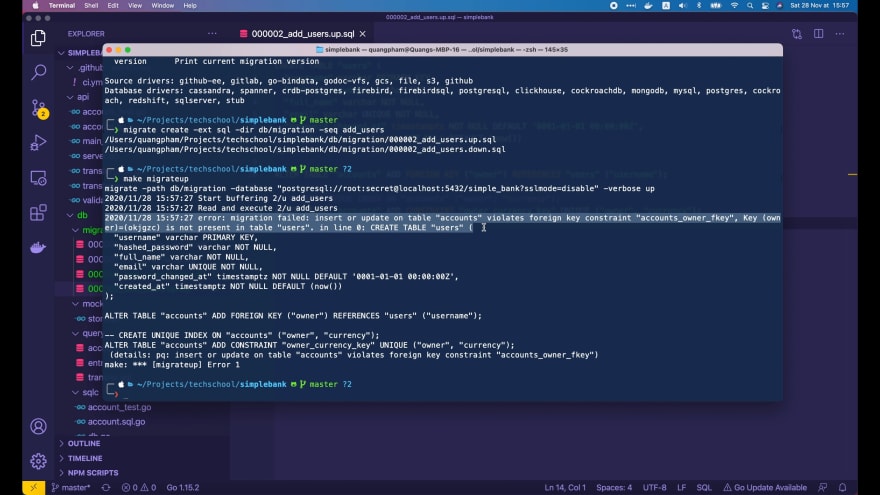 Terminal Shell Edit View Window Help
Sat 28 Nov at 15:57
000002_add_users.up.sql — simplebank
EXPLORER
000002_add_users.up.sql
simplebank — quangpham@Quangs-MBP-16 — ..ol/simplebank — -zsh — 145×35
version Print current migration version
Source drivers: github-ee, gitlab, go-bindata, godoc-vfs, gcs, file, s3, github
Database drivers: cassandra, spanner, crdb-postgres, firebird, firebirdsql, postgresql, clickhouse, cockroachdb, mongodb, mysql, postgres, cockro
ach, redshift, sqlserver, stub
~/Projects/techschool/simplebank master
migrate create -ext sql -dir db/migration -seq add_users
/Users/quangpham/Projects/techschool/simplebank/db/migration/000002_add_users.up.sql
/Users/quangpham/Projects/techschool/simplebank/db/migration/000002_add_users.down.sql
~/Projects/techschool/simplebank master ?2
make migrateup
migrate -path db/migration -database "postgresql://root:secret@localhost:5432/simple_bank?sslmode=disable" -verbose up
2020/11/28 15:57:27 Start buffering 2/u add_users
2020/11/28 15:57:27 Read and execute 2/u add_users
2020/11/28 15:57:27 error: migration failed: insert or update on table "accounts" violates foreign key constraint "accounts_owner_fkey", Key (own
er)=(okjgzc) is not present in table "users". in line 0: CREATE TABLE "users" (
"username" varchar PRIMARY KEY,
"hashed_password" varchar NOT NULL,
"full_name" varchar NOT NULL,
"email" varchar UNIQUE NOT NULL,
"password_changed_at" timestamptz NOT NULL DEFAULT '0001-01-01 00:00:00Z',
"created_at" timestamptz NOT NULL DEFAULT (now())
);
ALTER TABLE "accounts" ADD FOREIGN KEY ("owner") REFERENCES "users" ("username");
-- CREATE UNIQUE INDEX ON "accounts" ("owner", "currency");
ALTER TABLE "accounts" ADD CONSTRAINT "owner_currency_key" UNIQUE ("owner", "currency");
(details: pq: insert or update on table "accounts" violates foreign key constraint "accounts_owner_fkey")
make: *** [migrateup] Error 1
~/Projects/techschool/simplebank master ?2
SIMPLEB
.githu
ci.ym
api
acco
acco
main
serve
trans
trans
valid
db
migra
000
000
000
000
mock
stor
query
acc
entr
tran
sqlc
account_test.go
account.sql.go
db.go
OUTLINE
TIMELINE
NPM SCRIPTS
2
master*
0 0
Go 1.15.2
Ln 14, Col 1
Spaces: 4
UTF-8
LF
SQL
Go Update Available